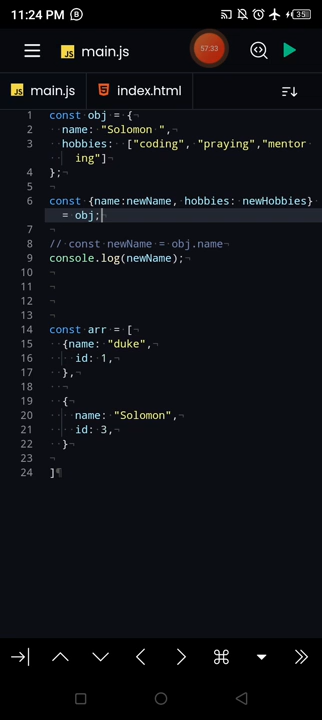 11:24 PM
35
JS main.js
57:33
JS main.js
index.html
1 const obj = {
2 name: "Solomon ",
3 hobbies: ["coding", "praying","mentor
ing"]
4 };
5
6 const {name:newName, hobbies: newHobbies}
= obj;
7
8 // const newName = obj.name
9 console.log(newName);
10
11
12
13
14 const arr = [
15 {name: "duke",
16 id: 1,
17 },
18
19 {
20 name: "Solomon",
21 id: 3,
22 }
23
24 ]